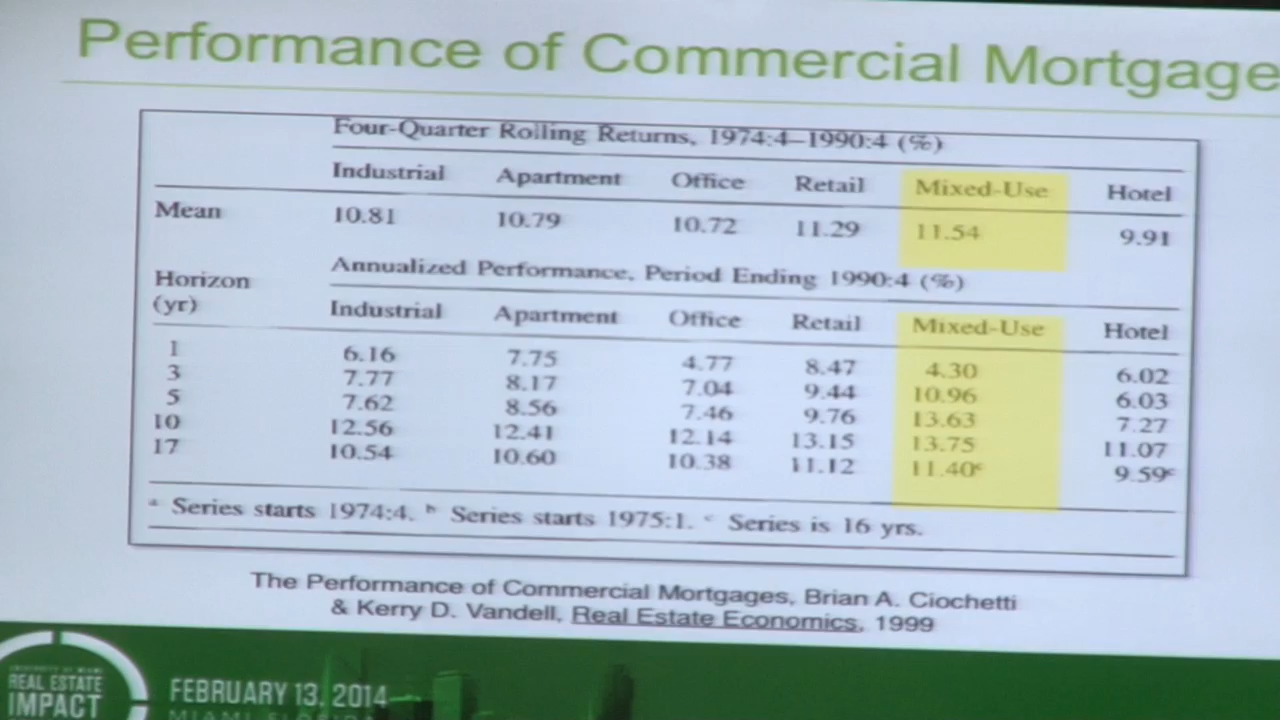 Performance of Commercial Mortgage
Four-Quarter Rolling Returns, 1974:4–1990:4 (%)
Industrial Apartment Office Retail Mixed-Use Hotel
Mean 10.81 10.79 10.72 11.29 11.54 9.91
Annualized Performance, Period Ending 1990:4 (%)
Horizon
(yr) Industrial Apartment Office Retail Mixed-Use Hotel
1 6.16 7.75 4.77 8.47 4.30 6.02
3 7.77 8.17 7.04 9.44 10.96 6.03
5 7.62 8.56 7.46 9.76 13.63 7.27
10 12.56 12.41 12.14 13.15 13.75 11.07
17 10.54 10.60 10.38 11.12 11.40ᶜ 9.59ᶜ
ᵃ Series starts 1974:4. ᵇ Series starts 1975:1. ᶜ Series is 16 yrs.
The Performance of Commercial Mortgages, Brian A. Ciochetti
& Kerry D. Vandell, Real Estate Economics, 1999
UNIVERSITY OF MIAMI
REAL ESTATE
IMPACT
FEBRUARY 13, 2014
MIAMI FLORIDA